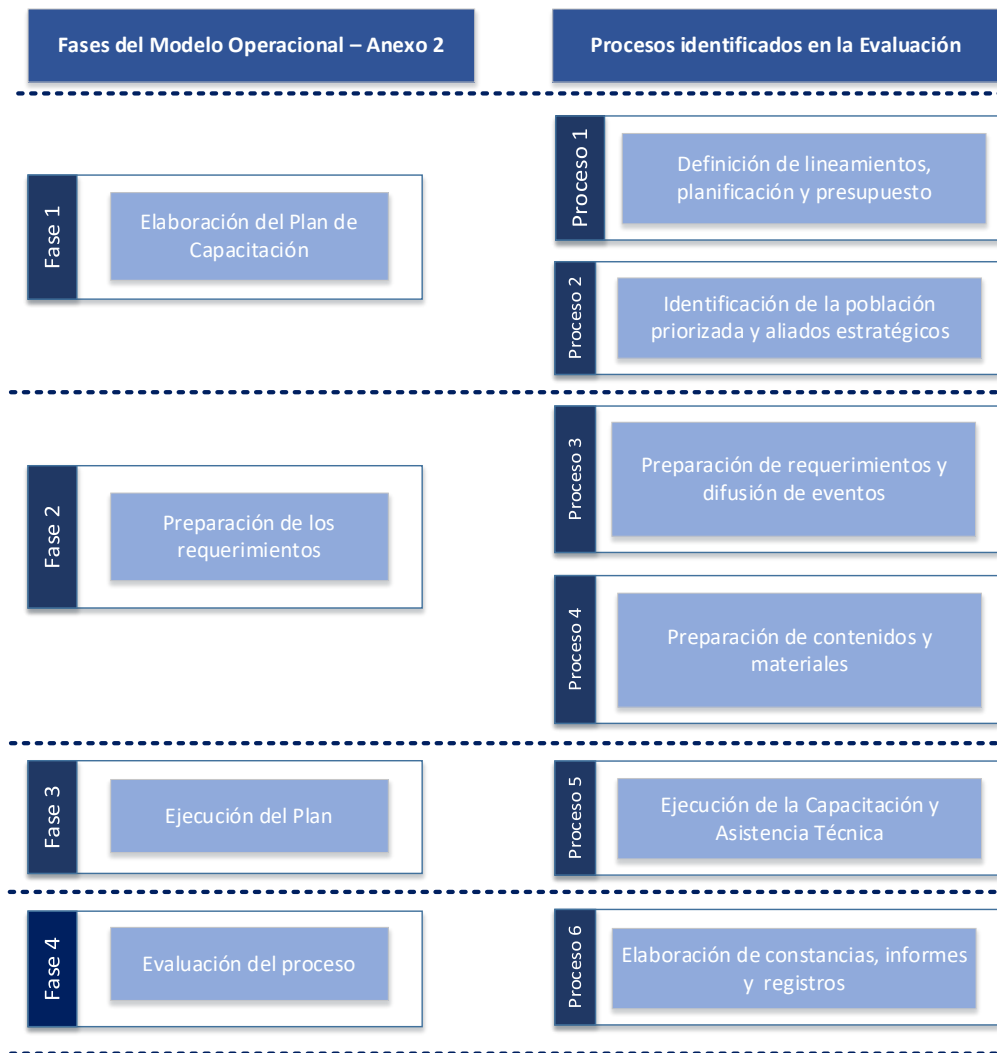 Fases del Modelo Operacional – Anexo 2
Procesos identificados en la Evaluación
Fase 1
Elaboración del Plan de
Capacitación
Proceso 1
Definición de lineamientos,
planificación y presupuesto
Proceso 2
Identificación de la población
priorizada y aliados estratégicos
Fase 2
Preparación de los
requerimientos
Proceso 3
Preparación de requerimientos y
difusión de eventos
Proceso 4
Preparación de contenidos y
materiales
Fase 3
Ejecución del Plan
Proceso 5
Ejecución de la Capacitación y
Asistencia Técnica
Fase 4
Evaluación del proceso
Proceso 6
Elaboración de constancias, informes
y registros